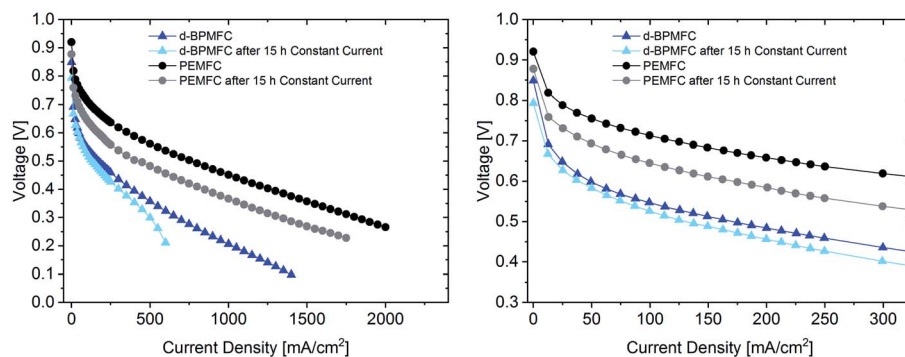 1.0
0.9
0.8
0.7
0.6
0.5
0.4
0.3
0.2
0.1
0.0
Voltage [V]
d-BPMFC
d-BPMFC after 15 h Constant Current
PEMFC
PEMFC after 15 h Constant Current
0 500 1000 1500 2000
Current Density [mA/cm²]
1.0
0.9
0.8
0.7
0.6
0.5
0.4
0.3
Voltage [V]
d-BPMFC
d-BPMFC after 15 h Constant Current
PEMFC
PEMFC after 15 h Constant Current
0 50 100 150 200 250 300
Current Density [mA/cm²]